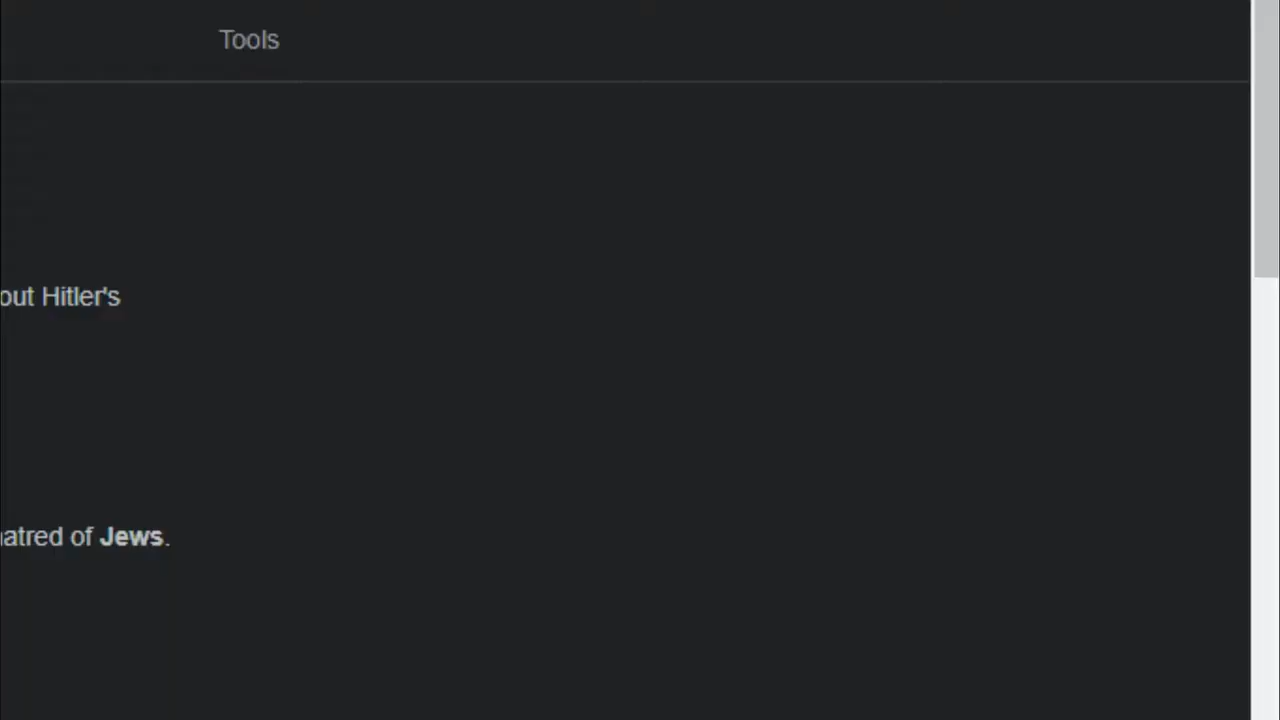 Tools
out Hitler's
atred of Jews.